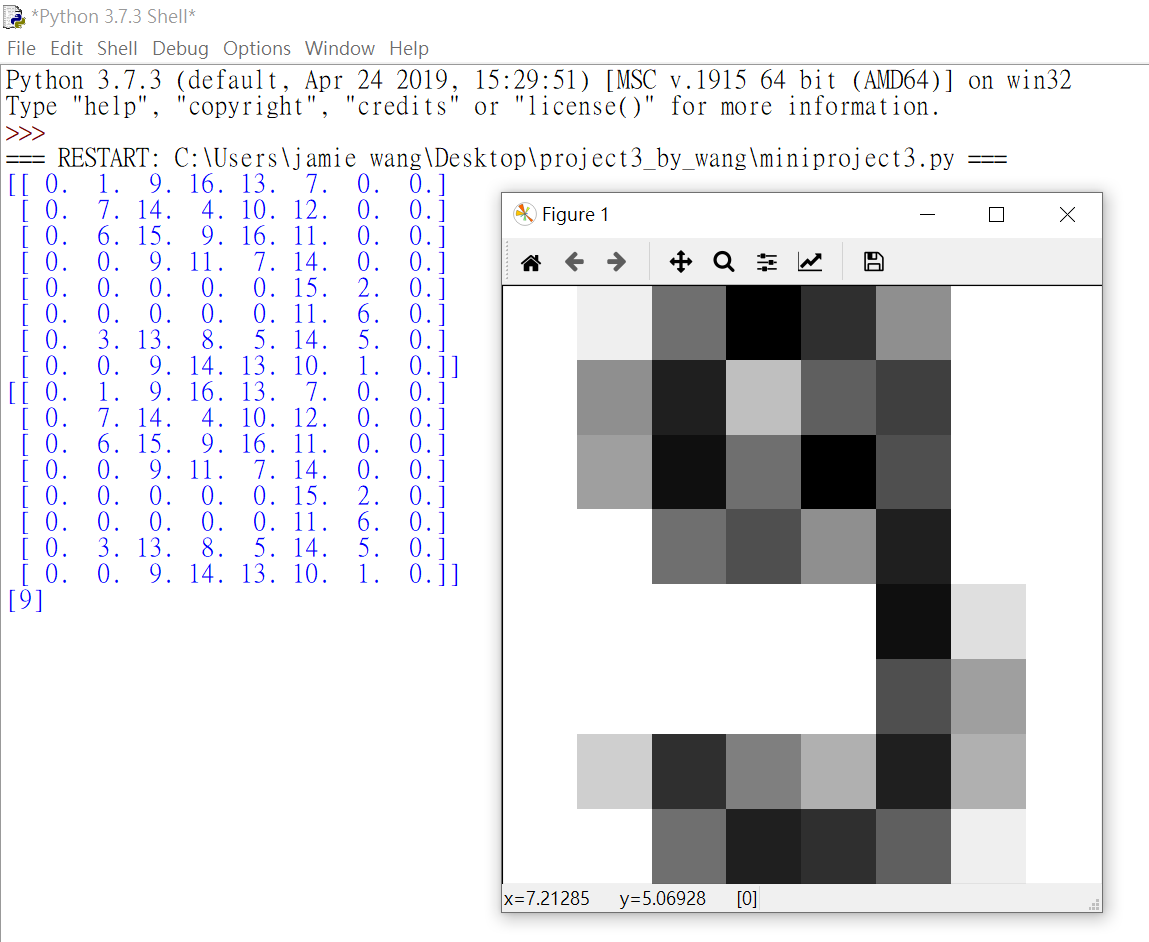 *Python 3.7.3 Shell*
File Edit Shell Debug Options Window Help
Python 3.7.3 (default, Apr 24 2019, 15:29:51) [MSC v.1915 64 bit (AMD64)] on win32
Type "help", "copyright", "credits" or "license()" for more information.
>>>
=== RESTART: C:\Users\jamie wang\Desktop\project3_by_wang\miniproject3.py ===
[[ 0. 1. 9. 16. 13. 7. 0. 0.]
[ 0. 7. 14. 4. 10. 12. 0. 0.]
[ 0. 6. 15. 9. 16. 11. 0. 0.]
[ 0. 0. 9. 11. 7. 14. 0. 0.]
[ 0. 0. 0. 0. 0. 15. 2. 0.]
[ 0. 0. 0. 0. 0. 11. 6. 0.]
[ 0. 3. 13. 8. 5. 14. 5. 0.]
[ 0. 0. 9. 14. 13. 10. 1. 0.]]
[[ 0. 1. 9. 16. 13. 7. 0. 0.]
[ 0. 7. 14. 4. 10. 12. 0. 0.]
[ 0. 6. 15. 9. 16. 11. 0. 0.]
[ 0. 0. 9. 11. 7. 14. 0. 0.]
[ 0. 0. 0. 0. 0. 15. 2. 0.]
[ 0. 0. 0. 0. 0. 11. 6. 0.]
[ 0. 3. 13. 8. 5. 14. 5. 0.]
[ 0. 0. 9. 14. 13. 10. 1. 0.]]
[9]
Figure 1
x=7.21285 y=5.06928 [0]